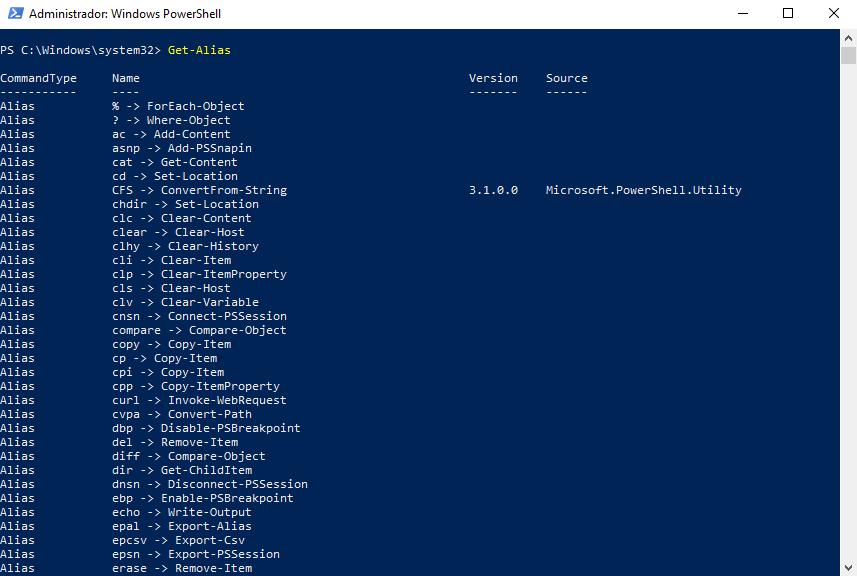 Administrador: Windows PowerShell
PS C:\Windows\system32> Get-Alias
CommandType     Name                                               Version    Source
-----------     ----                                               -------    ------
Alias           % -> ForEach-Object
Alias           ? -> Where-Object
Alias           ac -> Add-Content
Alias           asnp -> Add-PSSnapin
Alias           cat -> Get-Content
Alias           cd -> Set-Location
Alias           CFS -> ConvertFrom-String                          3.1.0.0    Microsoft.PowerShell.Utility
Alias           chdir -> Set-Location
Alias           clc -> Clear-Content
Alias           clear -> Clear-Host
Alias           clhy -> Clear-History
Alias           cli -> Clear-Item
Alias           clp -> Clear-ItemProperty
Alias           cls -> Clear-Host
Alias           clv -> Clear-Variable
Alias           cnsn -> Connect-PSSession
Alias           compare -> Compare-Object
Alias           copy -> Copy-Item
Alias           cp -> Copy-Item
Alias           cpi -> Copy-Item
Alias           cpp -> Copy-ItemProperty
Alias           curl -> Invoke-WebRequest
Alias           cvpa -> Convert-Path
Alias           dbp -> Disable-PSBreakpoint
Alias           del -> Remove-Item
Alias           diff -> Compare-Object
Alias           dir -> Get-ChildItem
Alias           dnsn -> Disconnect-PSSession
Alias           ebp -> Enable-PSBreakpoint
Alias           echo -> Write-Output
Alias           epal -> Export-Alias
Alias           epcsv -> Export-Csv
Alias           epsn -> Export-PSSession
Alias           erase -> Remove-Item